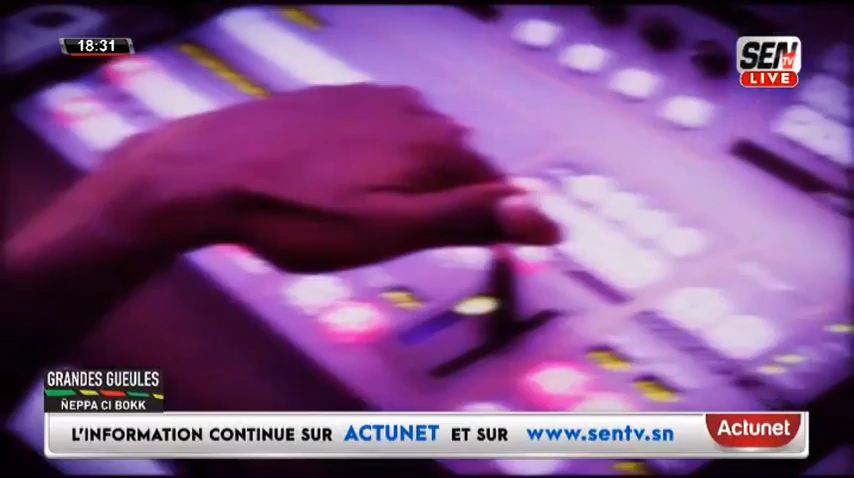 18:31
SEN
TV
LIVE
GRANDES GUEULES
ÑEPPA CI BOKK
L'INFORMATION CONTINUE SUR ACTUNET ET SUR www.sentv.sn
Actunet